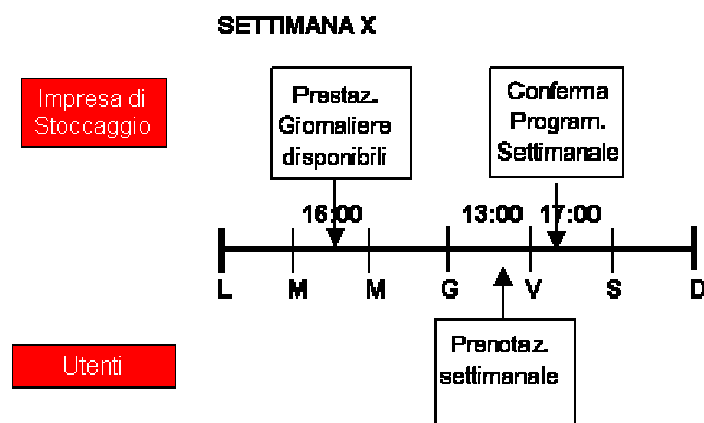 SETTIMANA X
Impresa di
Stoccaggio
Prestaz.
Giornaliere
disponibili
Conferma
Program.
Settimanale
16:00
13:00 17:00
L M M G V S D
Utenti
Prenotaz.
settimanale